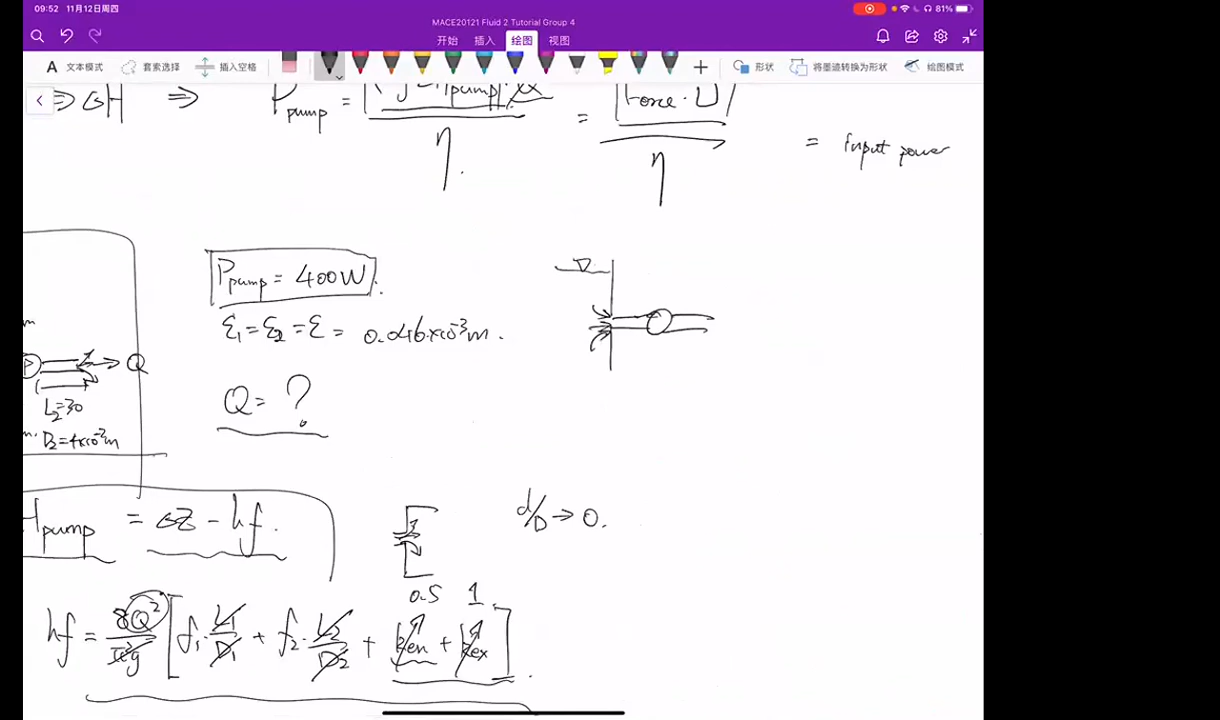 09:52 11月12日周四
81%
MACE20121 Fluid 2 Tutorial Group 4
开始 插入 绘图 视图
文本模式 套索选择 插入空格 形状 将墨迹转换为形状 绘图模式
⇒ GH ⇒ Ppump = / η = [Force · U] / η = input power
Ppump = 400W.
ε1 = ε2 = ε = 0.046×10⁻³m.
P Q
L2=30
m. D2=4×10⁻²m
Q = ?
Hpump = ΔZ - hf.
d/D → 0.
0.5 1
hf = 8Q²/π²g [f1 · L1/D1 + f2 · L2/D2 + ken + kex].